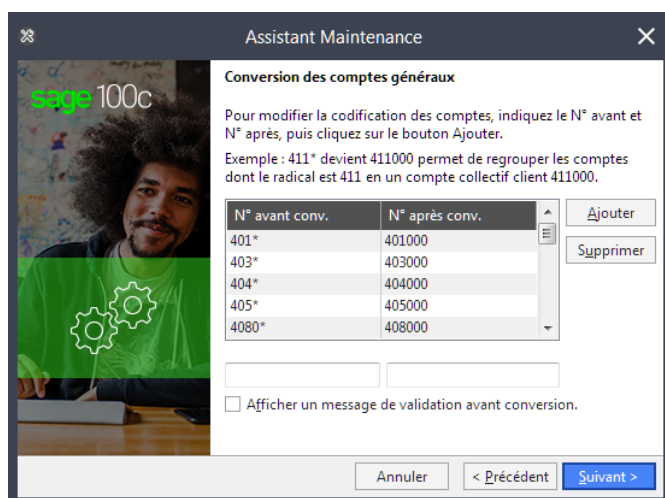 Assistant Maintenance
sage 100c
Conversion des comptes généraux
Pour modifier la codification des comptes, indiquez le N° avant et
N° après, puis cliquez sur le bouton Ajouter.
Exemple : 411* devient 411000 permet de regrouper les comptes
dont le radical est 411 en un compte collectif client 411000.
N° avant conv. N° après conv. Ajouter
401* 401000
403* 403000 Supprimer
404* 404000
405* 405000
4080* 408000
Afficher un message de validation avant conversion.
Annuler < Précédent Suivant >